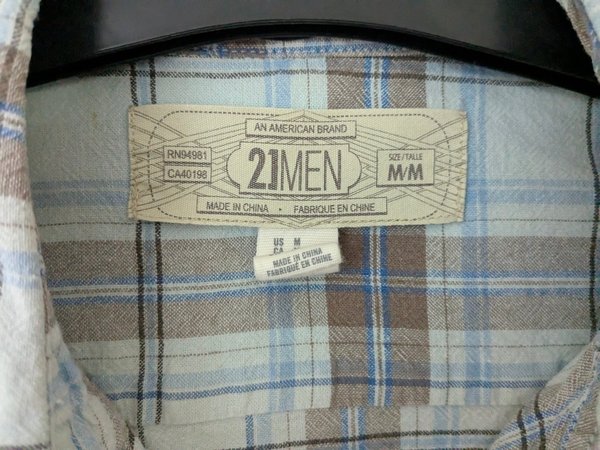 AN AMERICAN BRAND
RN94981
CA40198
21MEN
SIZE/TALLE
M/M
MADE IN CHINA • FABRIQUE EN CHINE
US M
CA
MADE IN CHINA
FABRIQUÉ EN CHINE